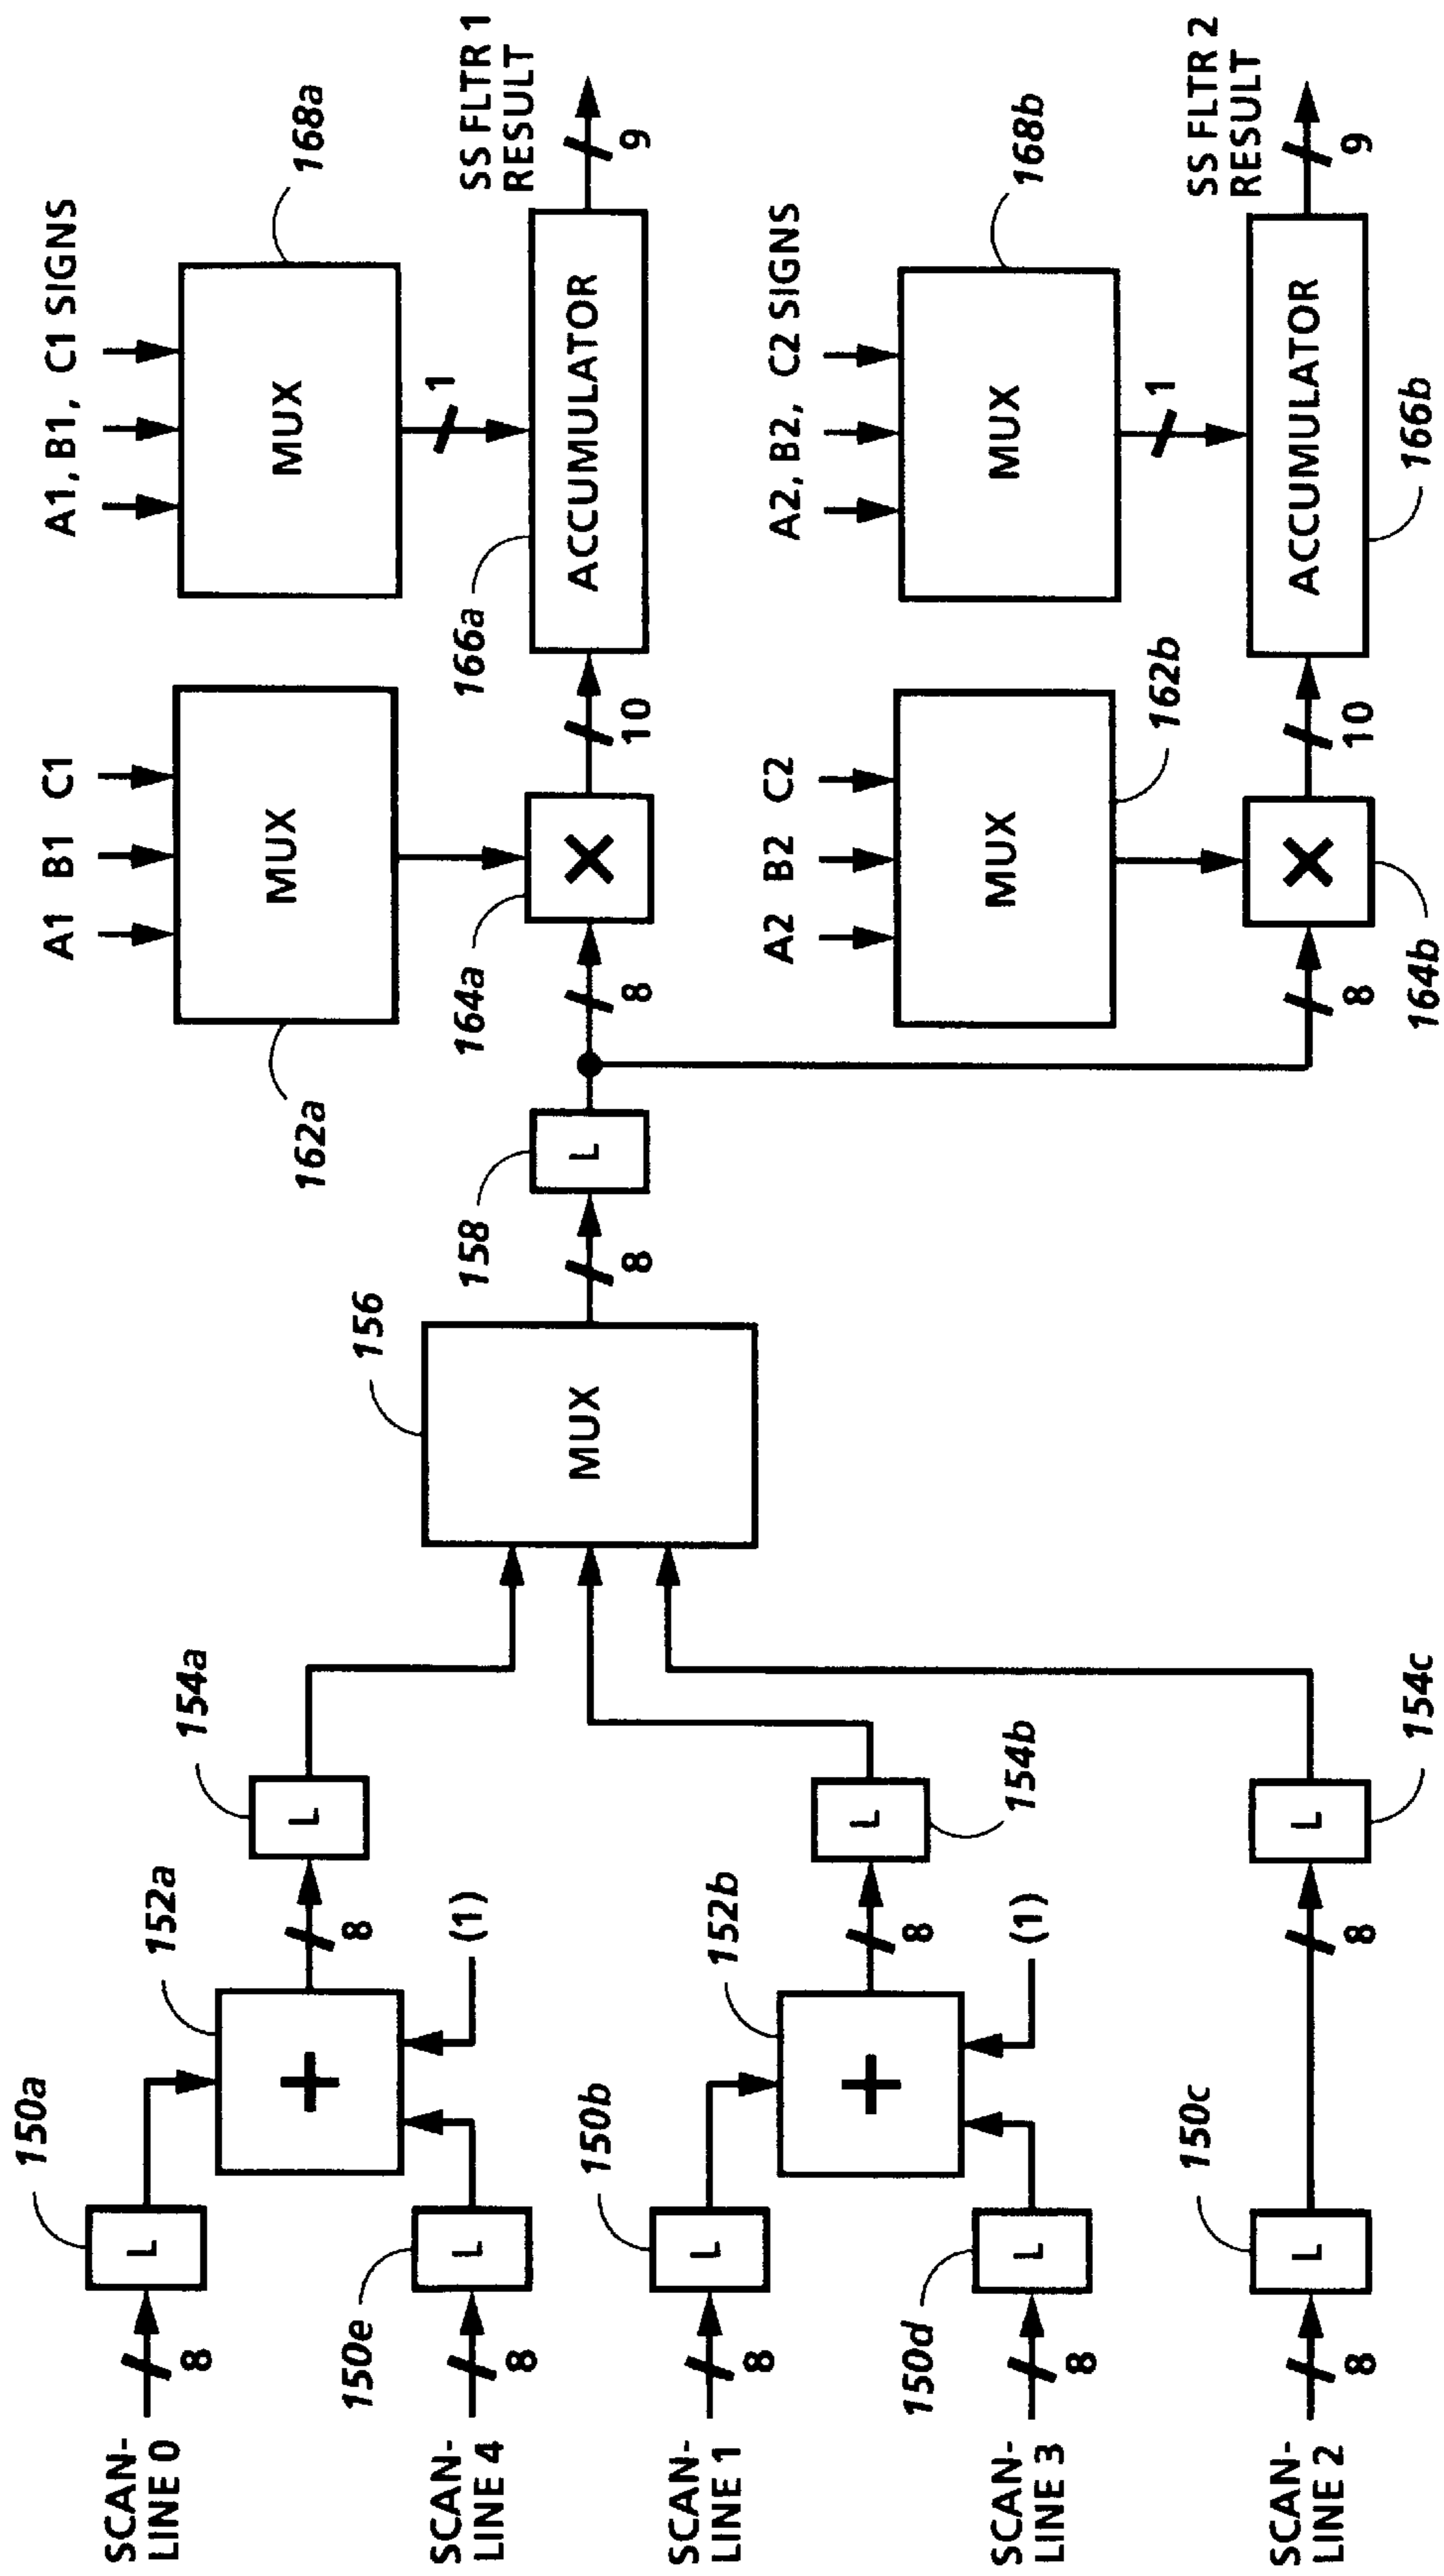 SCAN-
LINE 0
8
L
150a
SCAN-
LINE 4
8
L
150e
152a
+
(1)
8
L
154a
SCAN-
LINE 1
8
L
150b
SCAN-
LINE 3
8
L
150d
152b
+
(1)
8
L
154b
SCAN-
LINE 2
8
L
150c
8
L
154c
MUX
156
8
L
158
8
A1 B1 C1
MUX
162a
164a
×
10
A1, B1, C1 SIGNS
MUX
168a
1
ACCUMULATOR
166a
9
SS FLTR 1
RESULT
A2 B2 C2
MUX
162b
8
×
164b
10
A2, B2, C2 SIGNS
MUX
168b
1
ACCUMULATOR
166b
9
SS FLTR 2
RESULT